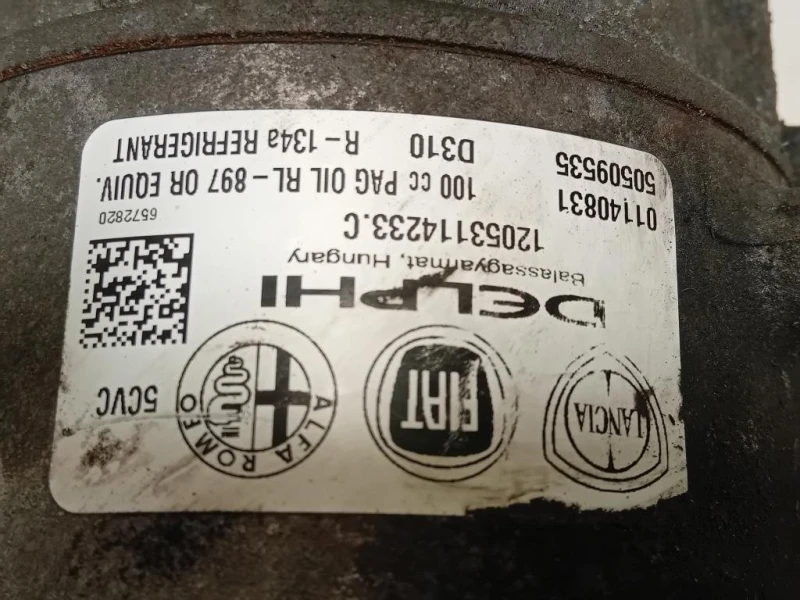 LANCIA
FIAT
ALFA ROMEO
5CVC
DELPHI
Balassagyarmat, Hungary
12053114233.C
6572820
01140831
100 cc PAG OIL RL-897 OR EQUIV.
50509535
D310
R-134a REFRIGERANT